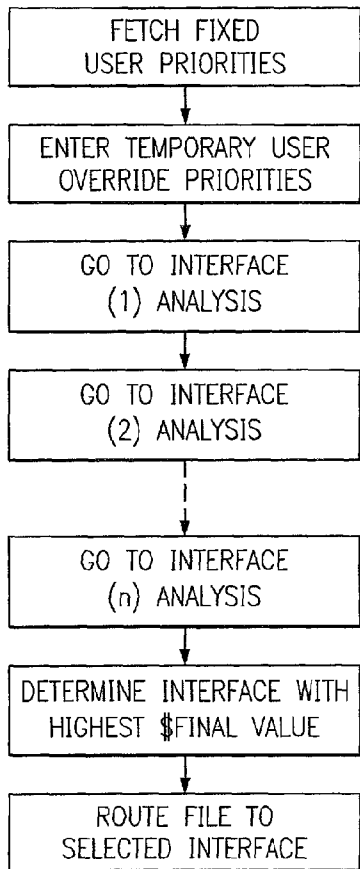 FETCH FIXED
USER PRIORITIES
ENTER TEMPORARY USER
OVERRIDE PRIORITIES
GO TO INTERFACE
(1) ANALYSIS
GO TO INTERFACE
(2) ANALYSIS
GO TO INTERFACE
(n) ANALYSIS
DETERMINE INTERFACE WITH
HIGHEST $FINAL VALUE
ROUTE FILE TO
SELECTED INTERFACE